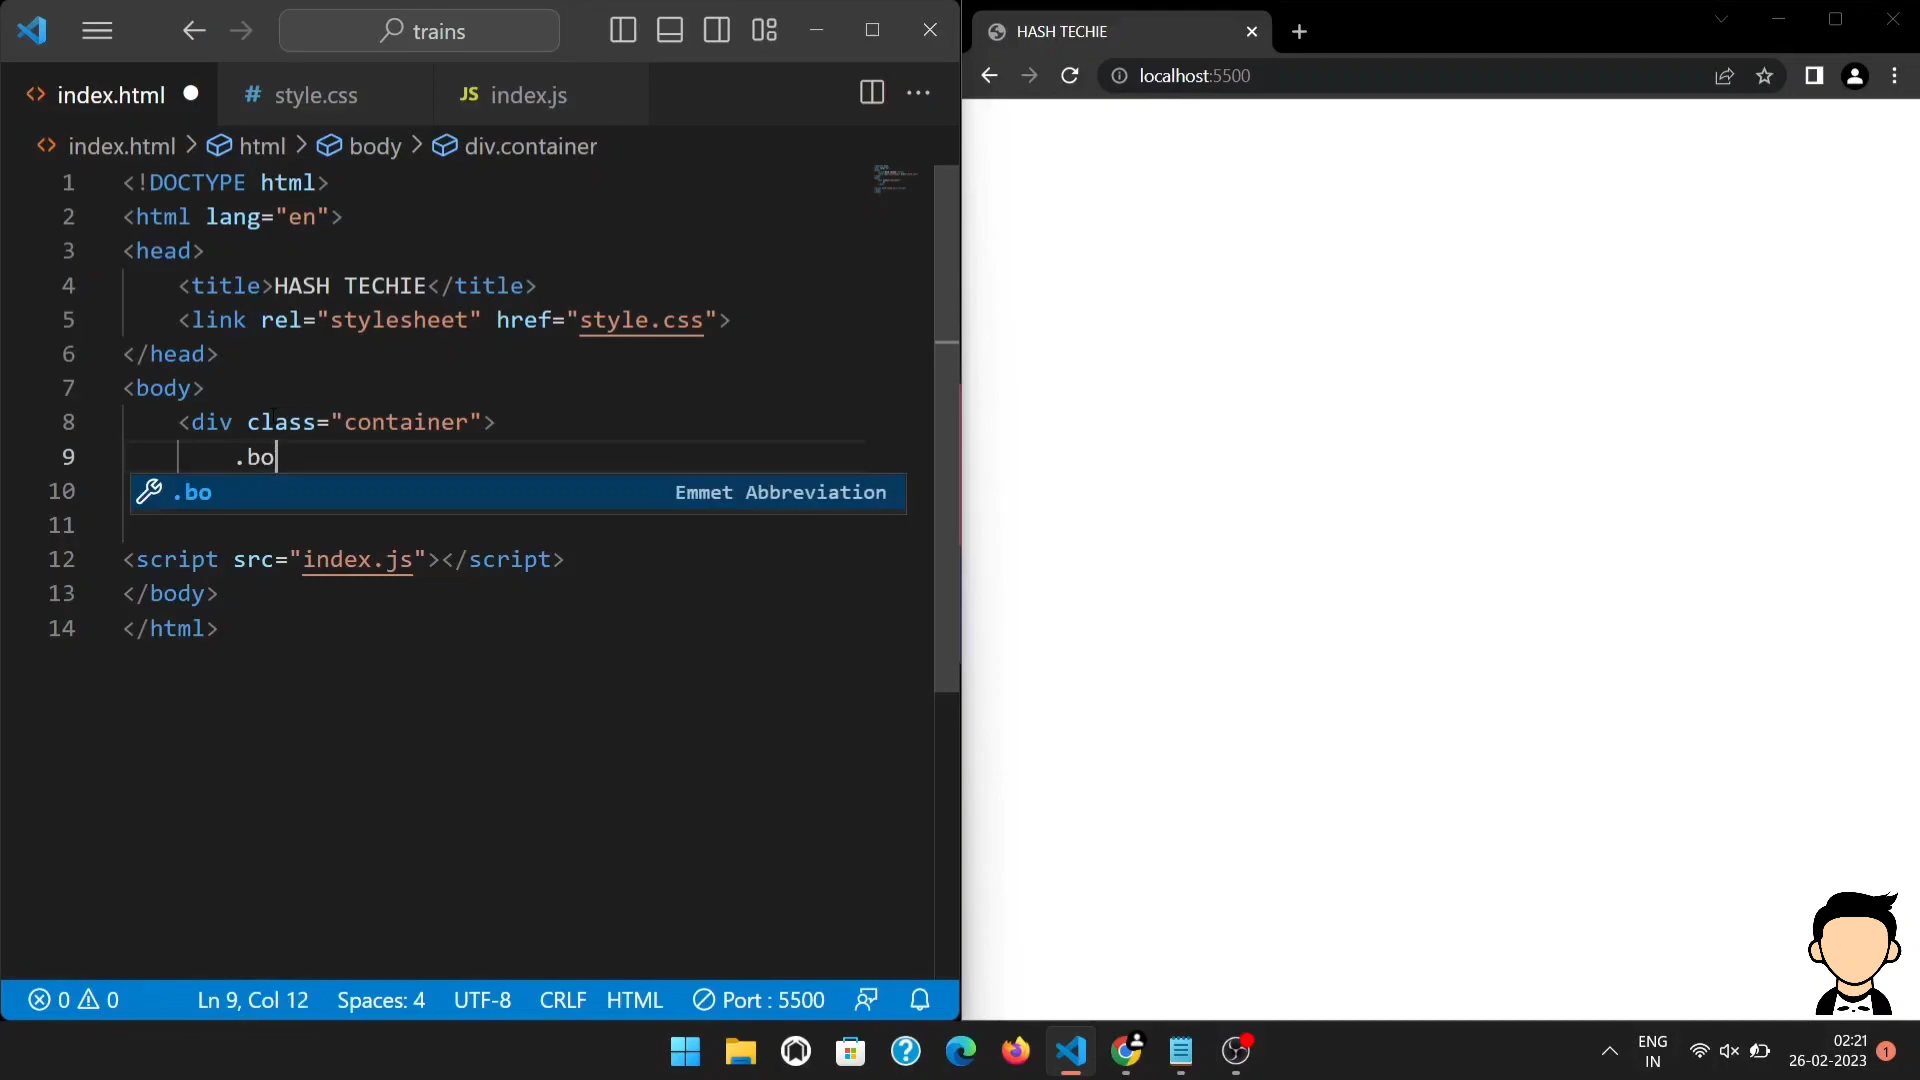 trains
index.html
# style.css
JS index.js
index.html > html > body > div.container
1 <!DOCTYPE html>
2 <html lang="en">
3 <head>
4 <title>HASH TECHIE</title>
5 <link rel="stylesheet" href="style.css">
6 </head>
7 <body>
8 <div class="container">
9 .bo
10 .bo Emmet Abbreviation
11
12 <script src="index.js"></script>
13 </body>
14 </html>
0 0 Ln 9, Col 12 Spaces: 4 UTF-8 CRLF HTML Port : 5500
HASH TECHIE
localhost:5500
ENG
IN
02:21
26-02-2023
1